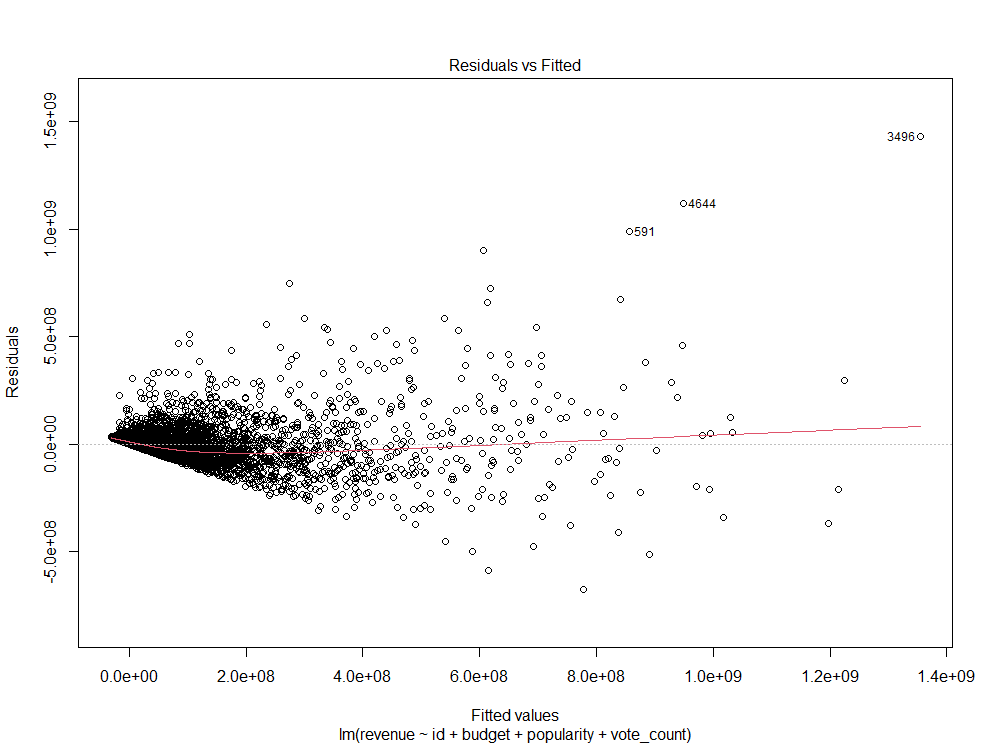 Residuals vs Fitted
Residuals
1.5e+09
1.0e+09
5.0e+08
0.0e+00
-5.0e+08
3496
4644
591
0.0e+00 2.0e+08 4.0e+08 6.0e+08 8.0e+08 1.0e+09 1.2e+09 1.4e+09
Fitted values
lm(revenue ~ id + budget + popularity + vote_count)